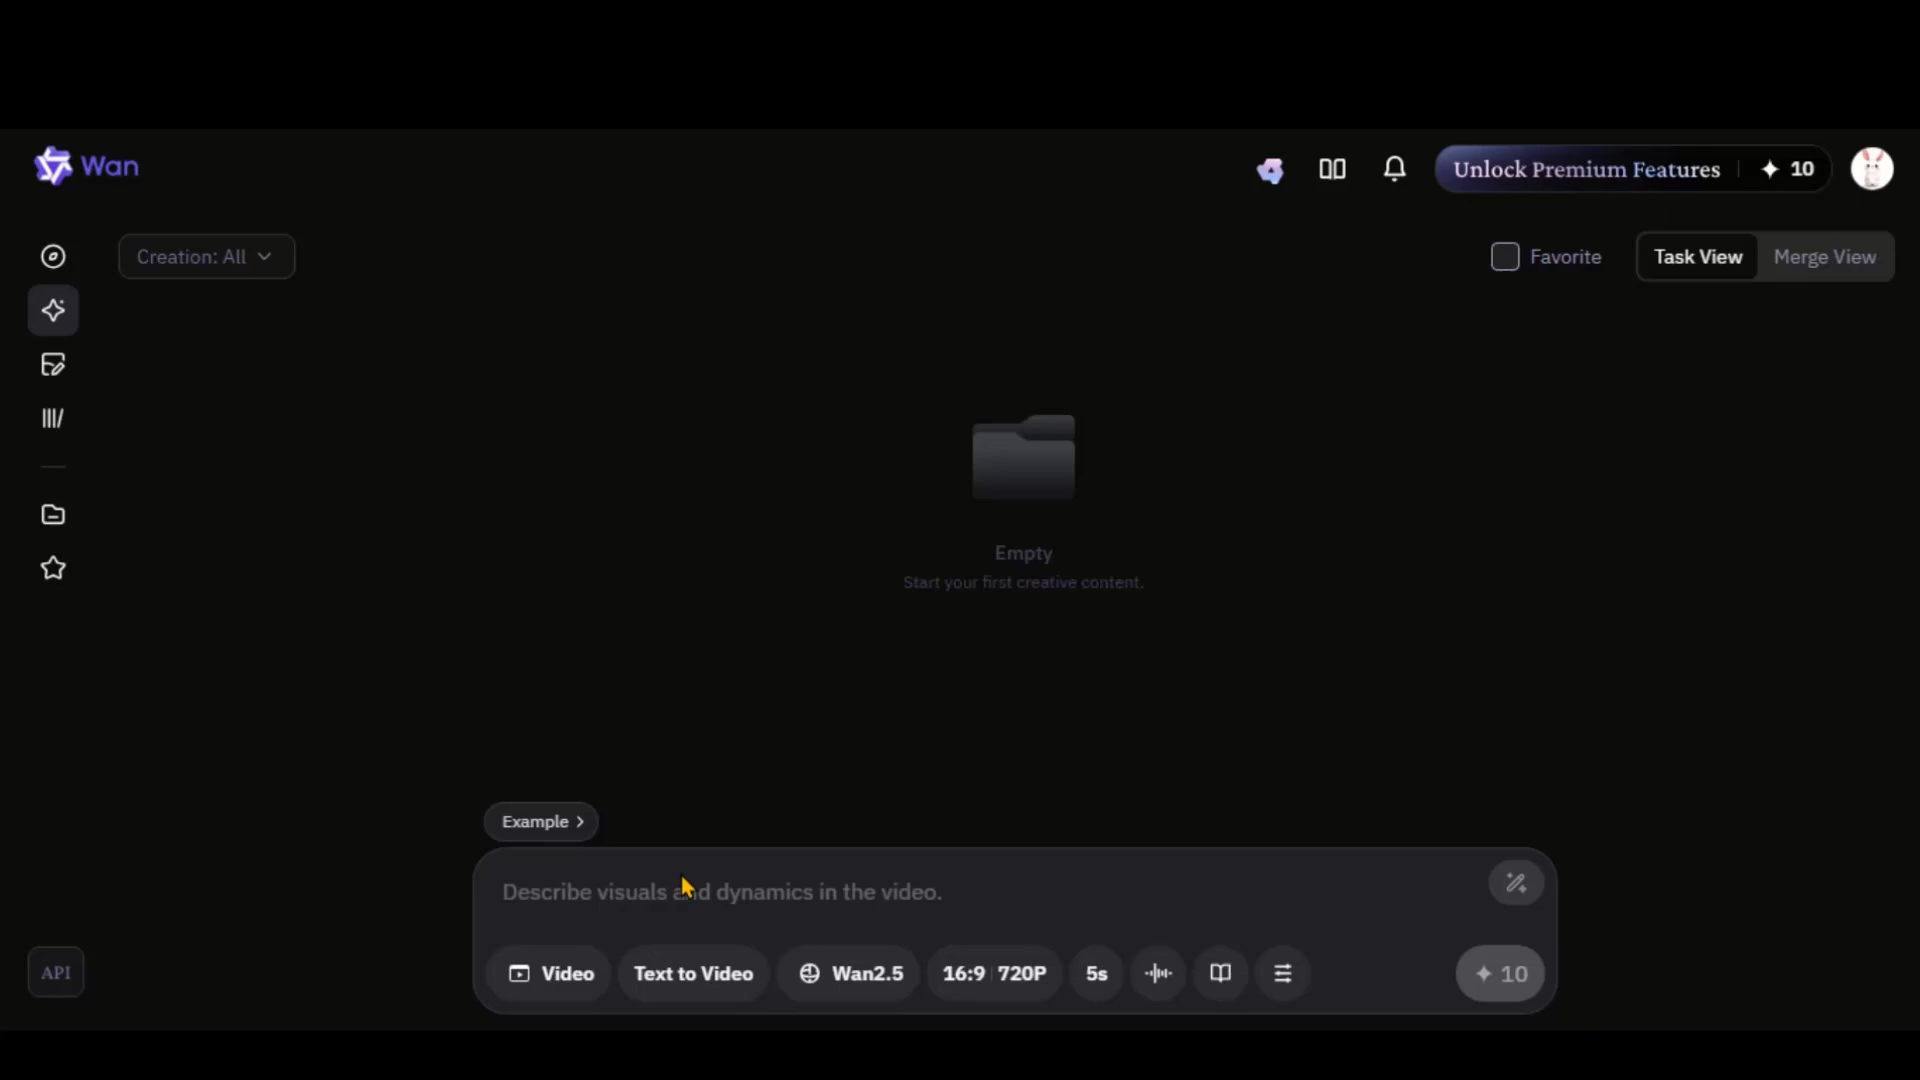 Wan
Unlock Premium Features 10
Creation: All
Favorite
Task View Merge View
Empty
Start your first creative content.
Example
Describe visuals and dynamics in the video.
API
Video Text to Video Wan2.5 16:9 720P 5s 10